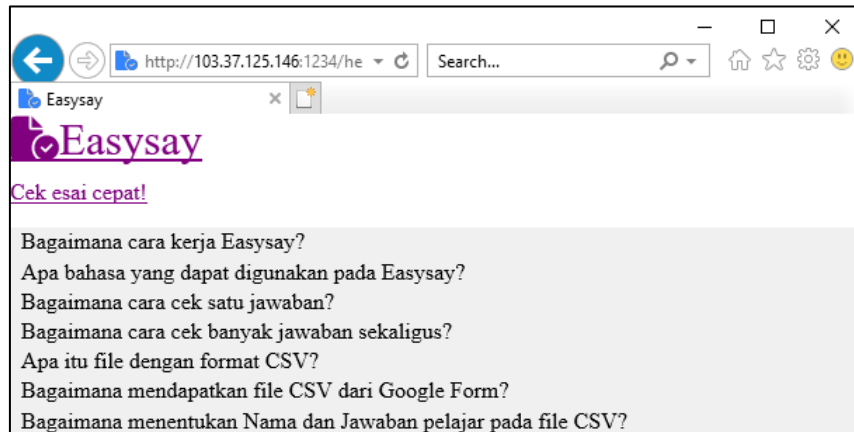 http://103.37.125.146:1234/he
Search...
Easysay
Easysay
Cek esai cepat!
Bagaimana cara kerja Easysay?
Apa bahasa yang dapat digunakan pada Easysay?
Bagaimana cara cek satu jawaban?
Bagaimana cara cek banyak jawaban sekaligus?
Apa itu file dengan format CSV?
Bagaimana mendapatkan file CSV dari Google Form?
Bagaimana menentukan Nama dan Jawaban pelajar pada file CSV?